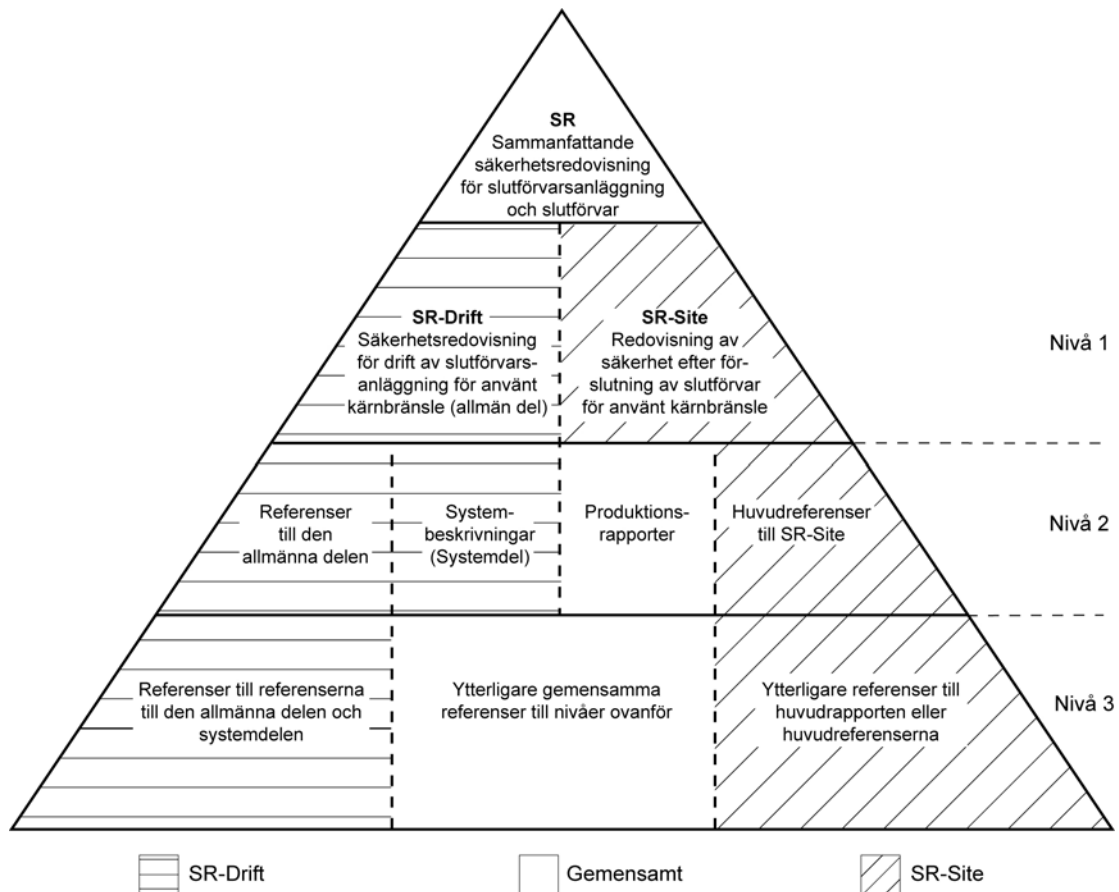 SR
Sammanfattande
säkerhetsredovisning
för slutförvarsanläggning
och slutförvar
SR-Drift
Säkerhetsredovisning
för drift av slutförvars-
anläggning för använt
kärnbränsle (allmän del)
SR-Site
Redovisning av
säkerhet efter för-
slutning av slutförvar
för använt kärnbränsle
Nivå 1
Referenser
till den
allmänna delen
System-
beskrivningar
(Systemdel)
Produktions-
rapporter
Huvudreferenser
till SR-Site
Nivå 2
Referenser till referenserna
till den allmänna delen och
systemdelen
Ytterligare gemensamma
referenser till nivåer ovanför
Ytterligare referenser till
huvudrapporten eller
huvudreferenserna
Nivå 3
SR-Drift
Gemensamt
SR-Site